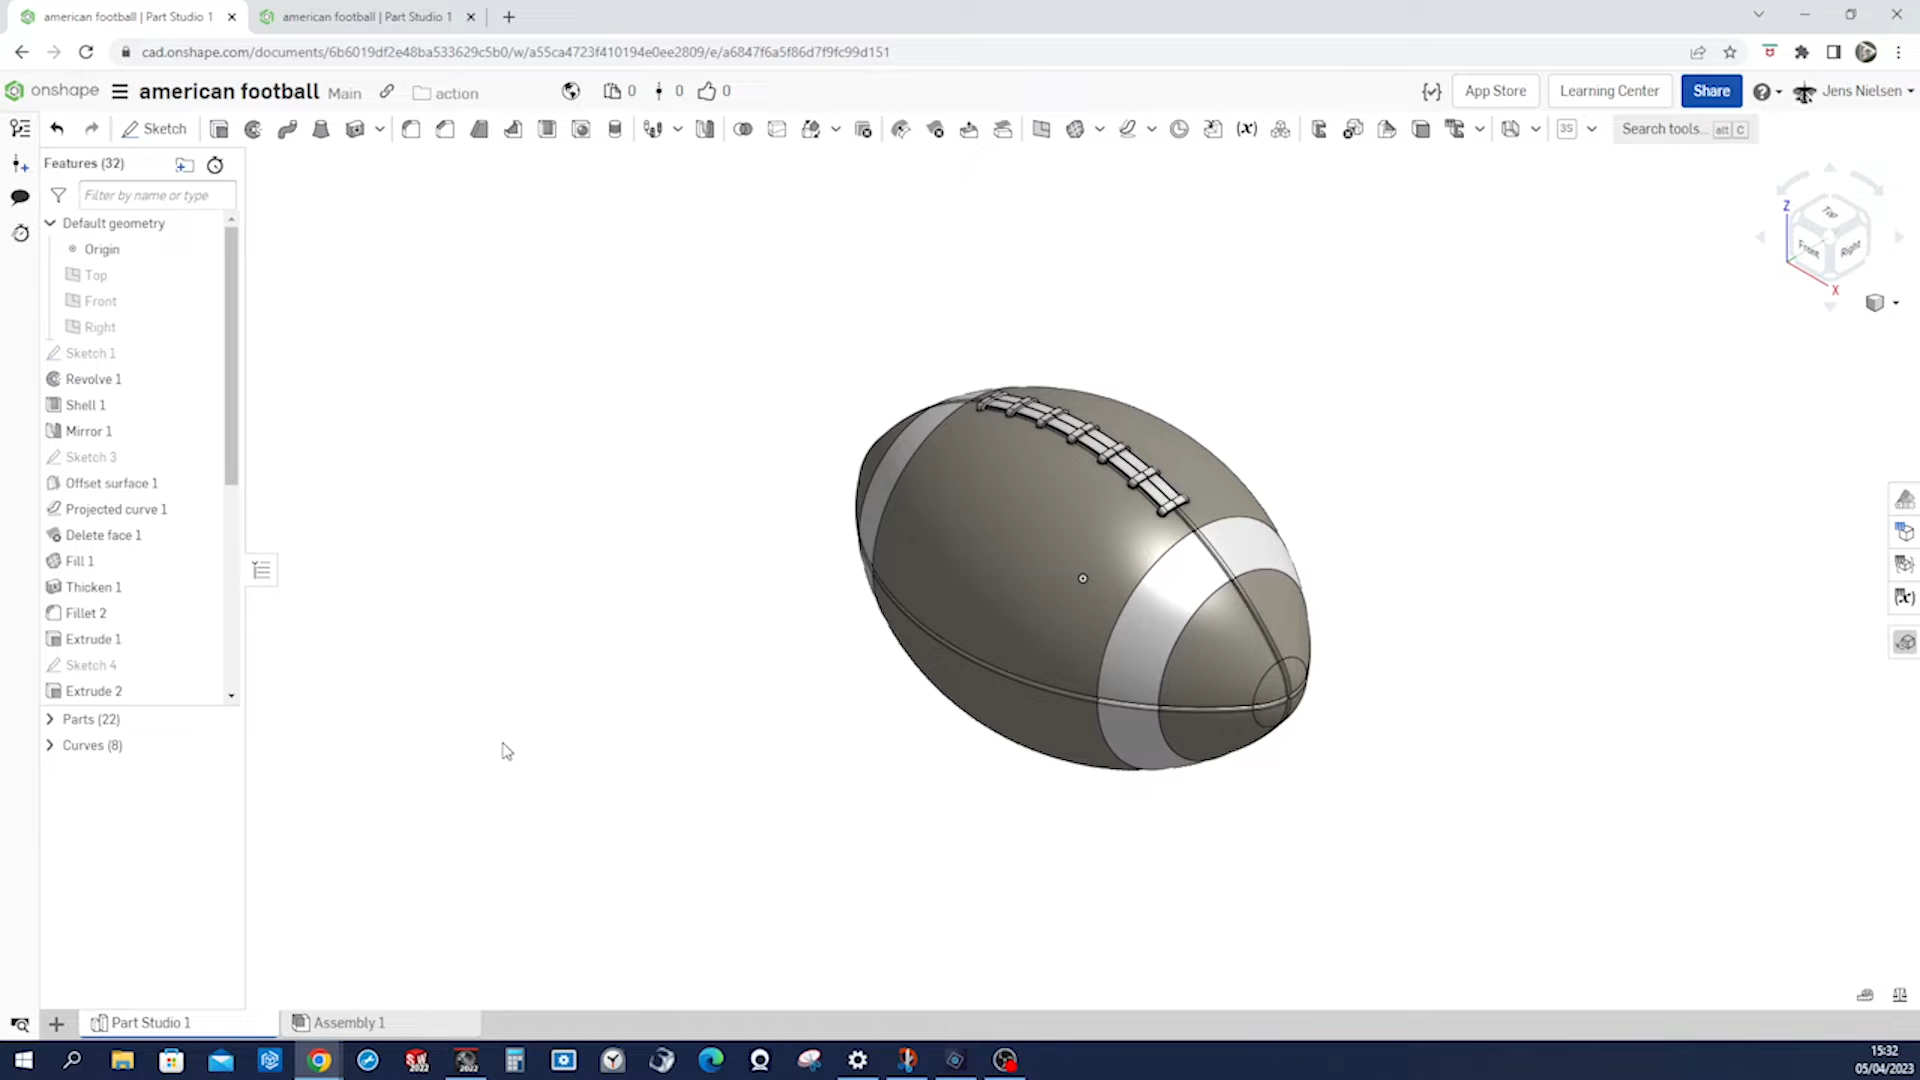 american football | Part Studio 1
american football | Part Studio 1
cad.onshape.com/documents/6b6019df2e48ba533629c5b0/w/a55ca4723f410194e0ee2809/e/a6847f6a5f86d7f9fc99d151
onshape american football Main action 0 0 0 App Store Learning Center Share Jens Nielsen
Sketch (x) 3S Search tools... alt C
Features (32)
Filter by name or type
Default geometry
Origin
Top
Front
Right
Sketch 1
Revolve 1
Shell 1
Mirror 1
Sketch 3
Offset surface 1
Projected curve 1
Delete face 1
Fill 1
Thicken 1
Fillet 2
Extrude 1
Sketch 4
Extrude 2
Parts (22)
Curves (8)
Z
Top
Front
Right
X
(x)
Part Studio 1
Assembly 1
SW
2022
2022
15:32
05/04/2023